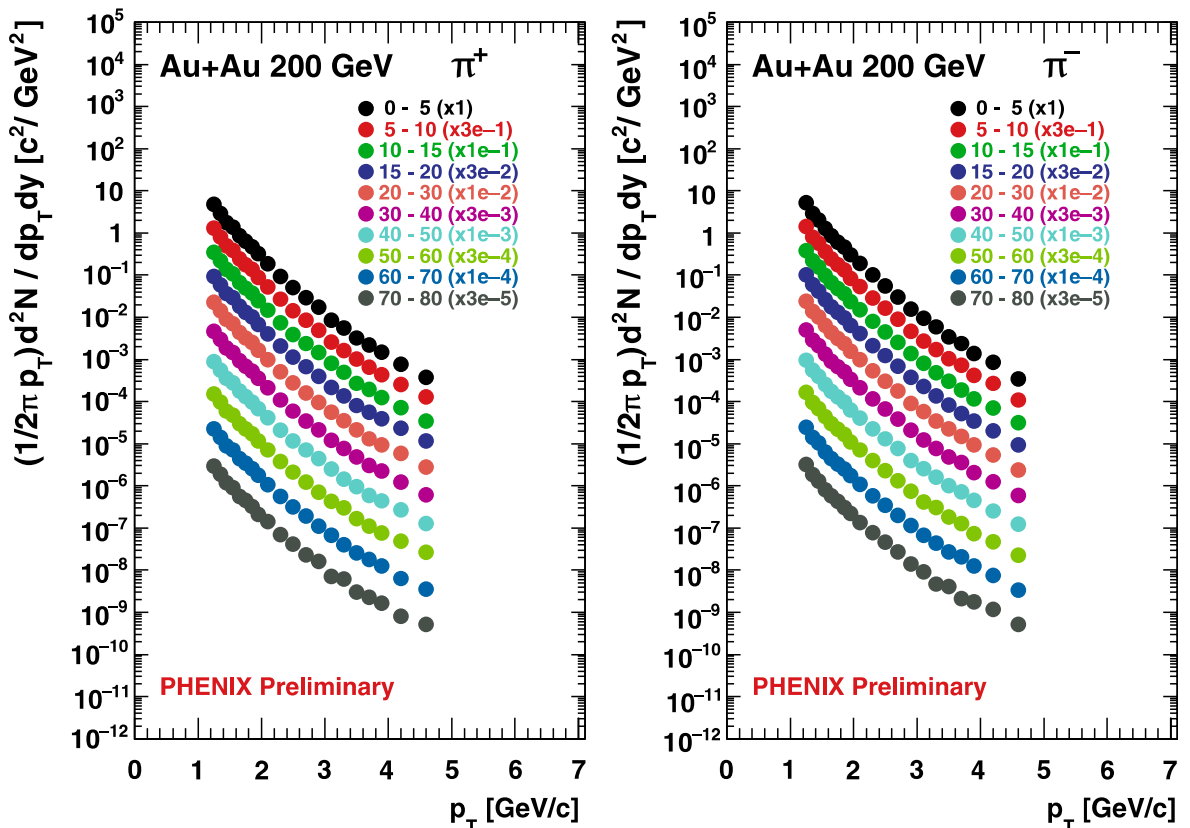 (1/2π p_T) d²N / dp_T dy [c²/ GeV²]
10⁵
10⁴
10³
10²
10
1
10⁻¹
10⁻²
10⁻³
10⁻⁴
10⁻⁵
10⁻⁶
10⁻⁷
10⁻⁸
10⁻⁹
10⁻¹⁰
10⁻¹¹
10⁻¹²
Au+Au 200 GeV π⁺
0 - 5 (x1)
5 - 10 (x3e–1)
10 - 15 (x1e–1)
15 - 20 (x3e–2)
20 - 30 (x1e–2)
30 - 40 (x3e–3)
40 - 50 (x1e–3)
50 - 60 (x3e–4)
60 - 70 (x1e–4)
70 - 80 (x3e–5)
PHENIX Preliminary
0 1 2 3 4 5 6 7
p_T [GeV/c]
(1/2π p_T) d²N / dp_T dy [c²/ GeV²]
10⁵
10⁴
10³
10²
10
1
10⁻¹
10⁻²
10⁻³
10⁻⁴
10⁻⁵
10⁻⁶
10⁻⁷
10⁻⁸
10⁻⁹
10⁻¹⁰
10⁻¹¹
10⁻¹²
Au+Au 200 GeV π⁻
0 - 5 (x1)
5 - 10 (x3e–1)
10 - 15 (x1e–1)
15 - 20 (x3e–2)
20 - 30 (x1e–2)
30 - 40 (x3e–3)
40 - 50 (x1e–3)
50 - 60 (x3e–4)
60 - 70 (x1e–4)
70 - 80 (x3e–5)
PHENIX Preliminary
0 1 2 3 4 5 6 7
p_T [GeV/c]